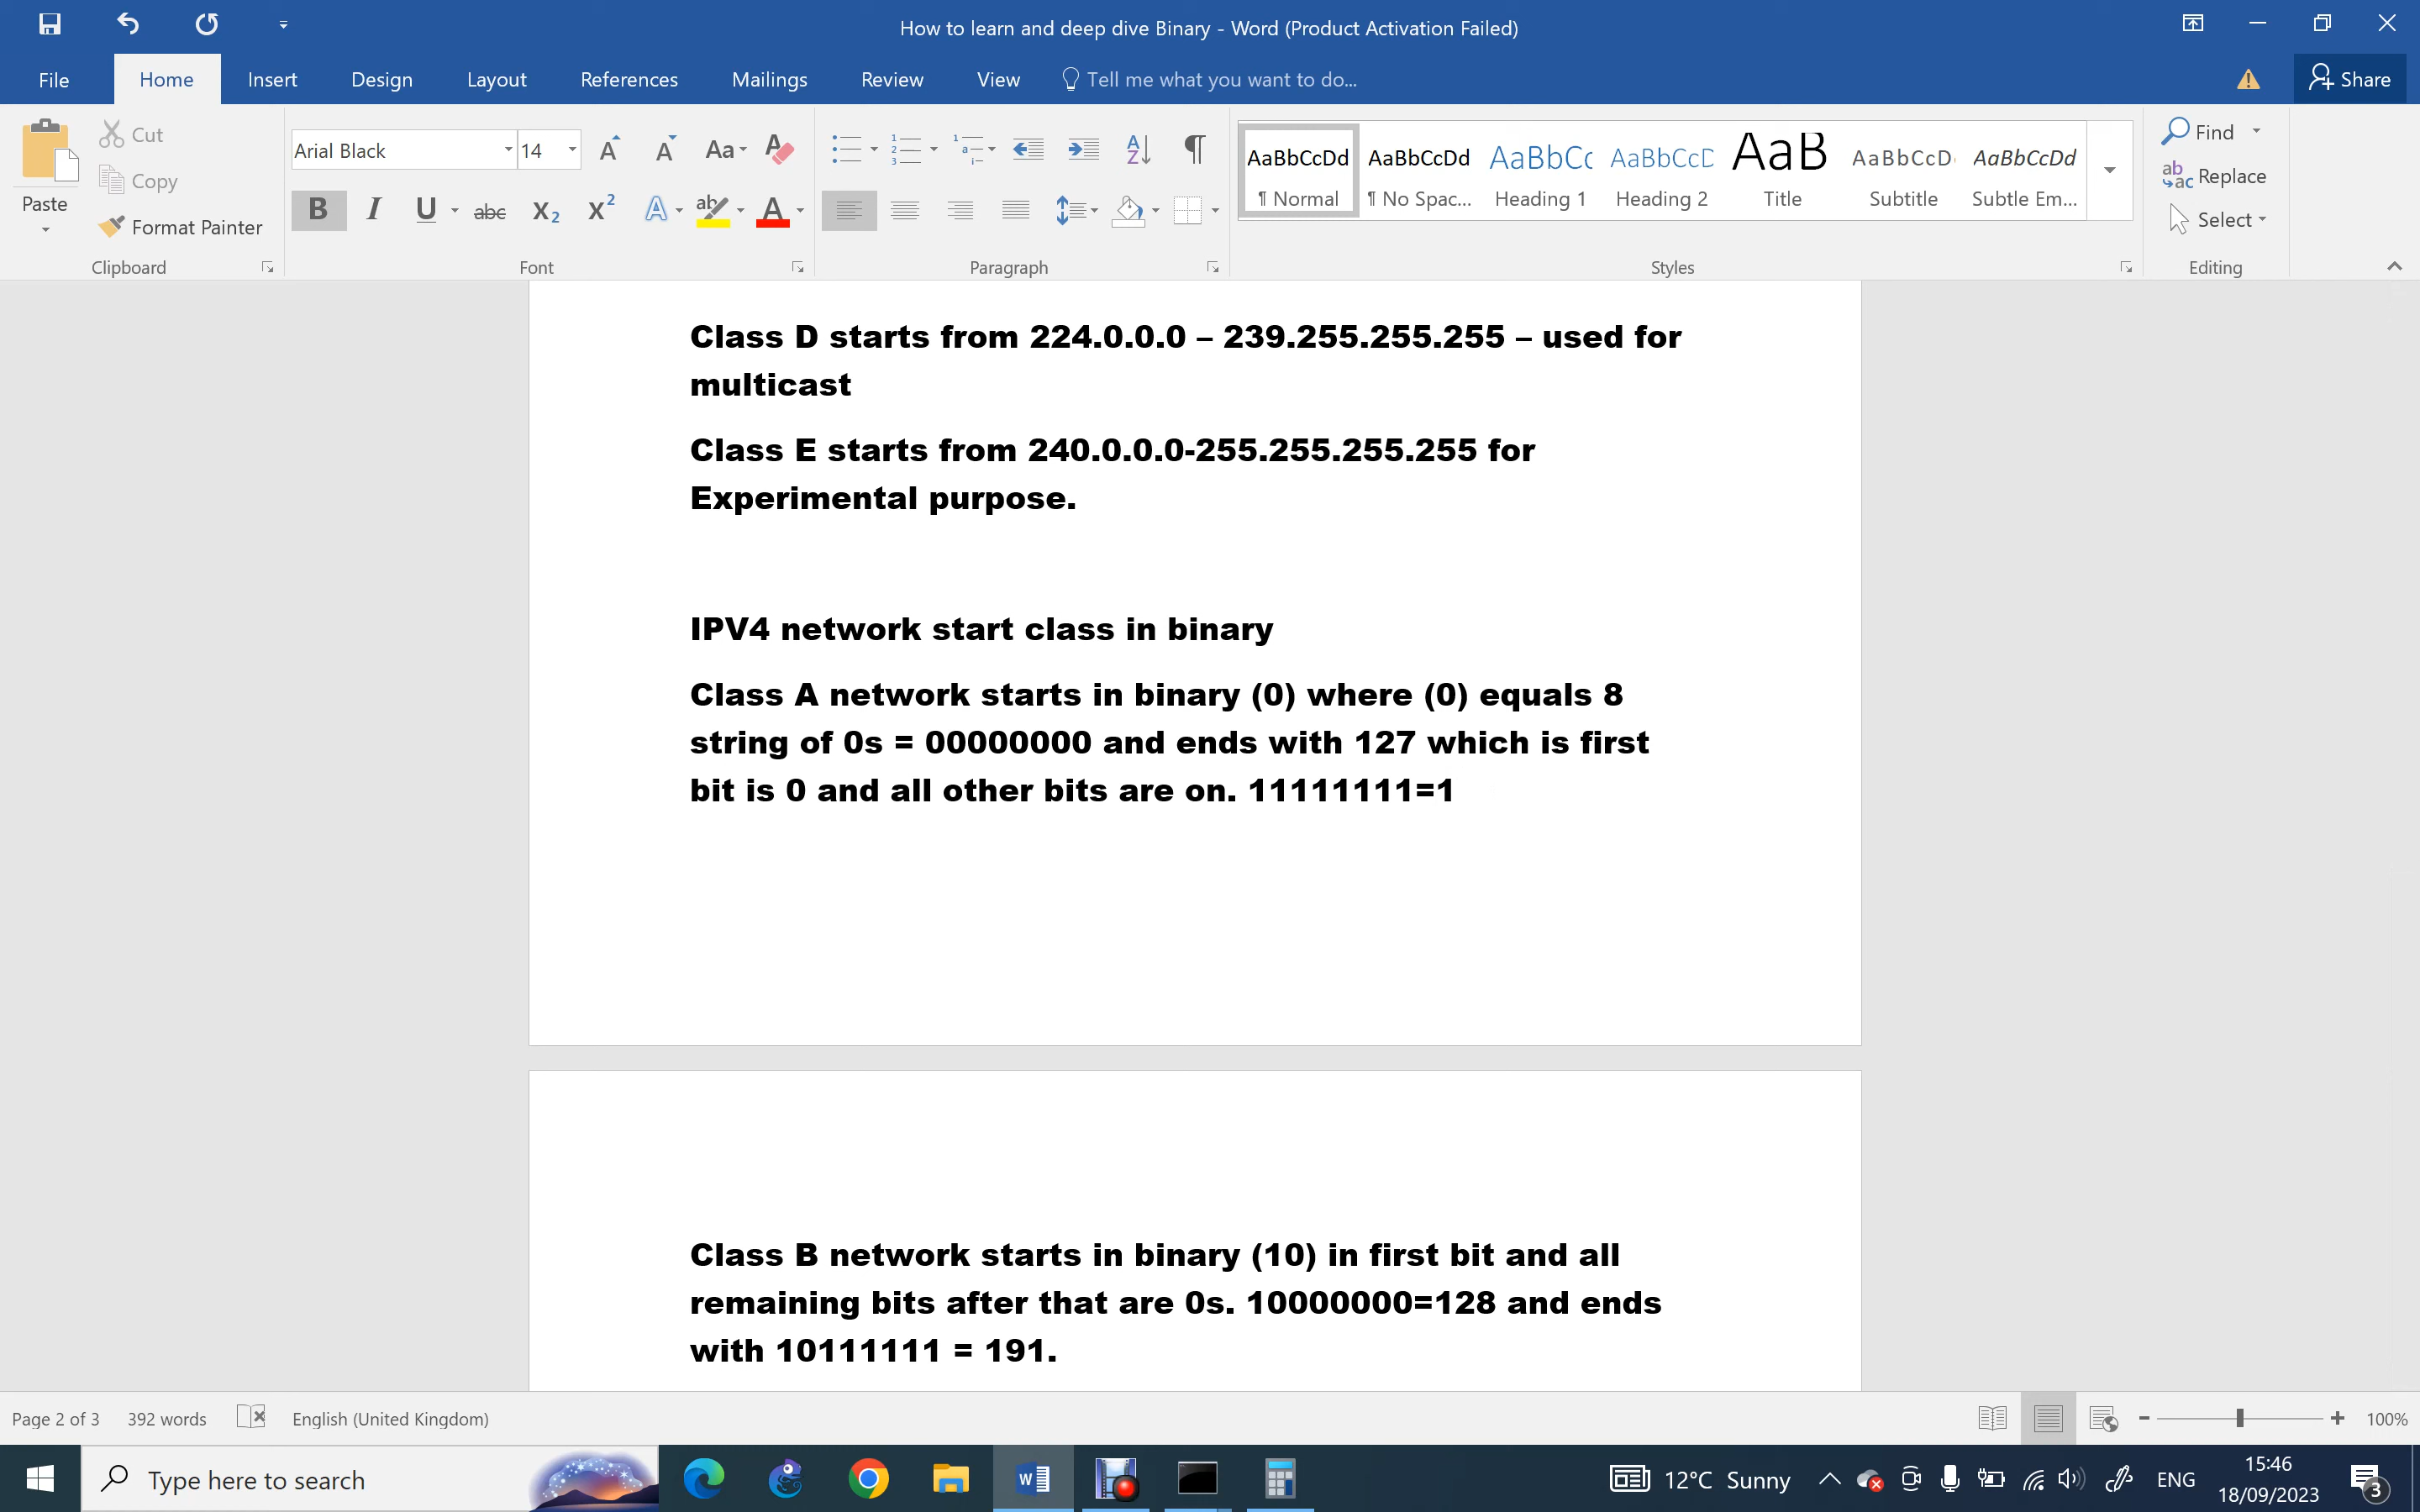 How to learn and deep dive Binary - Word (Product Activation Failed)
File Home Insert Design Layout References Mailings Review View Tell me what you want to do... Share
Paste Cut
Copy
Format Painter
Clipboard
Arial Black 14
Font
Paragraph
AaBbCcDd AaBbCcDd AaBbCc AaBbCcD AaB AaBbCcD AaBbCcDd
¶ Normal ¶ No Spac... Heading 1 Heading 2 Title Subtitle Subtle Em...
Styles
Find
Replace
Select
Editing
Class D starts from 224.0.0.0 – 239.255.255.255 – used for
multicast
Class E starts from 240.0.0.0-255.255.255.255 for
Experimental purpose.
IPV4 network start class in binary
Class A network starts in binary (0) where (0) equals 8
string of 0s = 00000000 and ends with 127 which is first
bit is 0 and all other bits are on. 11111111=1
Class B network starts in binary (10) in first bit and all
remaining bits after that are 0s. 10000000=128 and ends
with 10111111 = 191.
Page 2 of 3 392 words English (United Kingdom) 100%
Type here to search
12°C Sunny ENG
15:46
18/09/2023
3